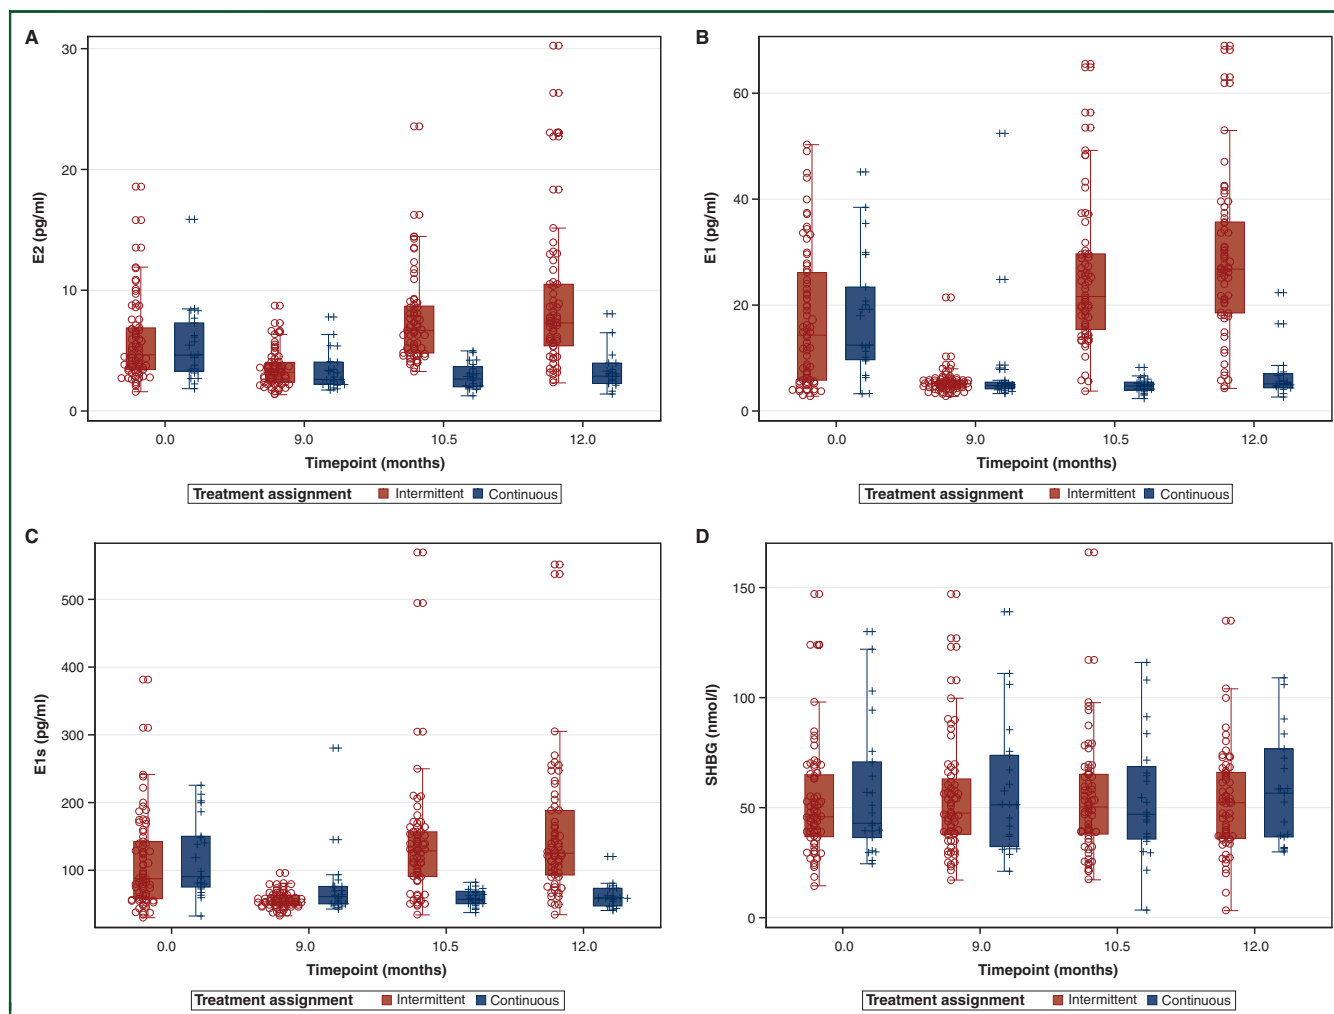 A
30
20
10
0
E2 (pg/ml)
0.0 9.0 10.5 12.0
Timepoint (months)
Treatment assignment Intermittent Continuous
B
60
40
20
0
E1 (pg/ml)
0.0 9.0 10.5 12.0
Timepoint (months)
Treatment assignment Intermittent Continuous
C
500
400
300
200
100
E1s (pg/ml)
0.0 9.0 10.5 12.0
Timepoint (months)
Treatment assignment Intermittent Continuous
D
150
100
50
0
SHBG (nmol/l)
0.0 9.0 10.5 12.0
Timepoint (months)
Treatment assignment Intermittent Continuous